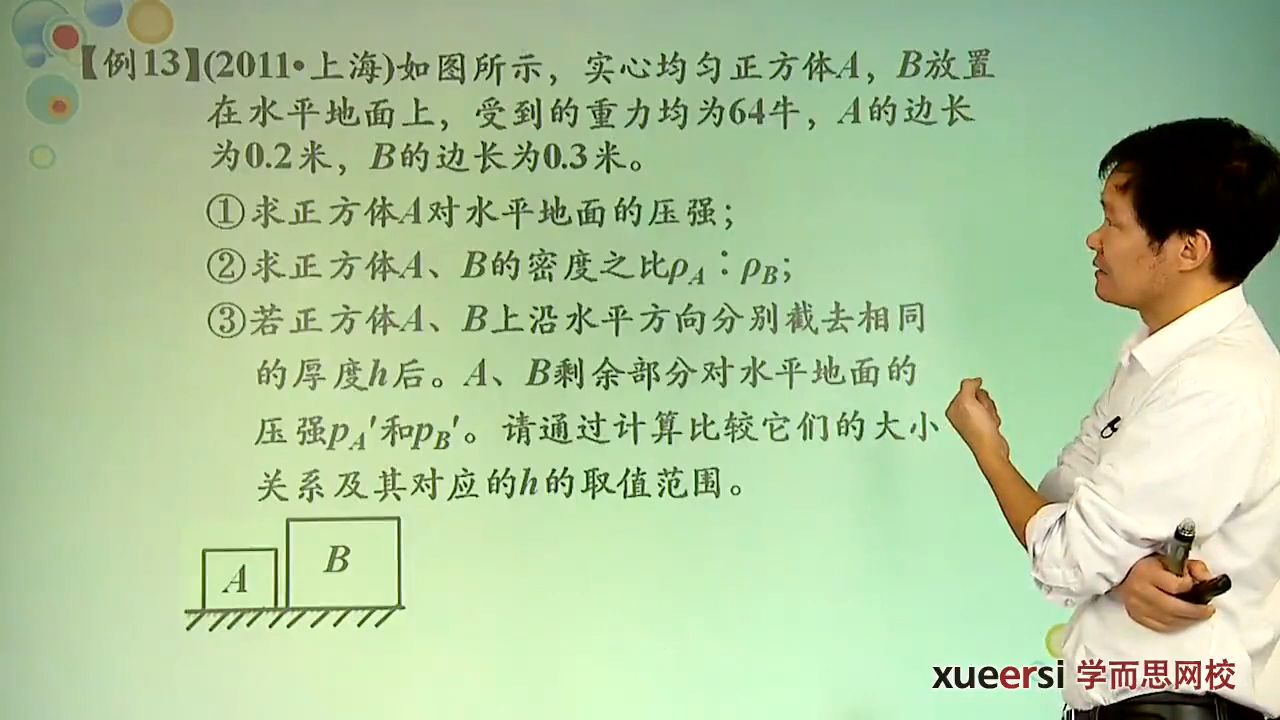 【例13】(2011•上海)如图所示，实心均匀正方体A，B放置
在水平地面上，受到的重力均为64牛，A的边长
为0.2米，B的边长为0.3米。
①求正方体A对水平地面的压强；
②求正方体A、B的密度之比ρA∶ρB；
③若正方体A、B上沿水平方向分别截去相同
的厚度h后。A、B剩余部分对水平地面的
压强pA′和pB′。请通过计算比较它们的大小
关系及其对应的h的取值范围。
A
B
xueersi 学而思网校